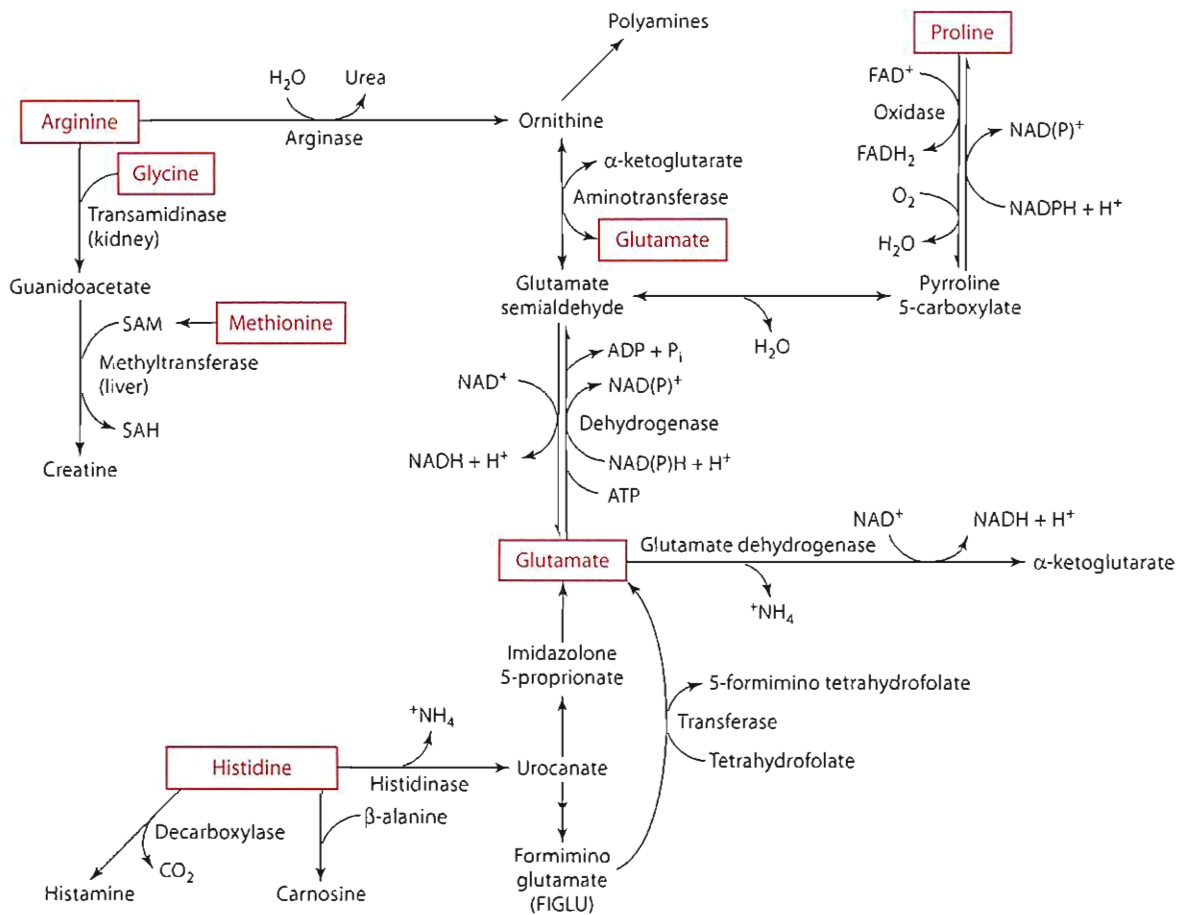 Polyamines
Proline
H₂O
Urea
FAD⁺
Arginine
Arginase
Ornithine
Oxidase
NAD(P)⁺
FADH₂
Glycine
α-ketoglutarate
Aminotransferase
O₂
NADPH + H⁺
Transamidinase
(kidney)
Glutamate
H₂O
Guanidoacetate
Glutamate
semialdehyde
Pyrroline
5-carboxylate
SAM
Methionine
H₂O
Methyltransferase
(liver)
ADP + Pᵢ
NAD⁺
NAD(P)⁺
SAH
Dehydrogenase
Creatine
NADH + H⁺
NAD(P)H + H⁺
ATP
NAD⁺
NADH + H⁺
Glutamate
Glutamate dehydrogenase
α-ketoglutarate
⁺NH₄
Imidazolone
5-proprionate
5-formimino tetrahydrofolate
⁺NH₄
Transferase
Histidine
Histidinase
Urocanate
Tetrahydrofolate
Decarboxylase
β-alanine
CO₂
Histamine
Carnosine
Formimino
glutamate
(FIGLU)